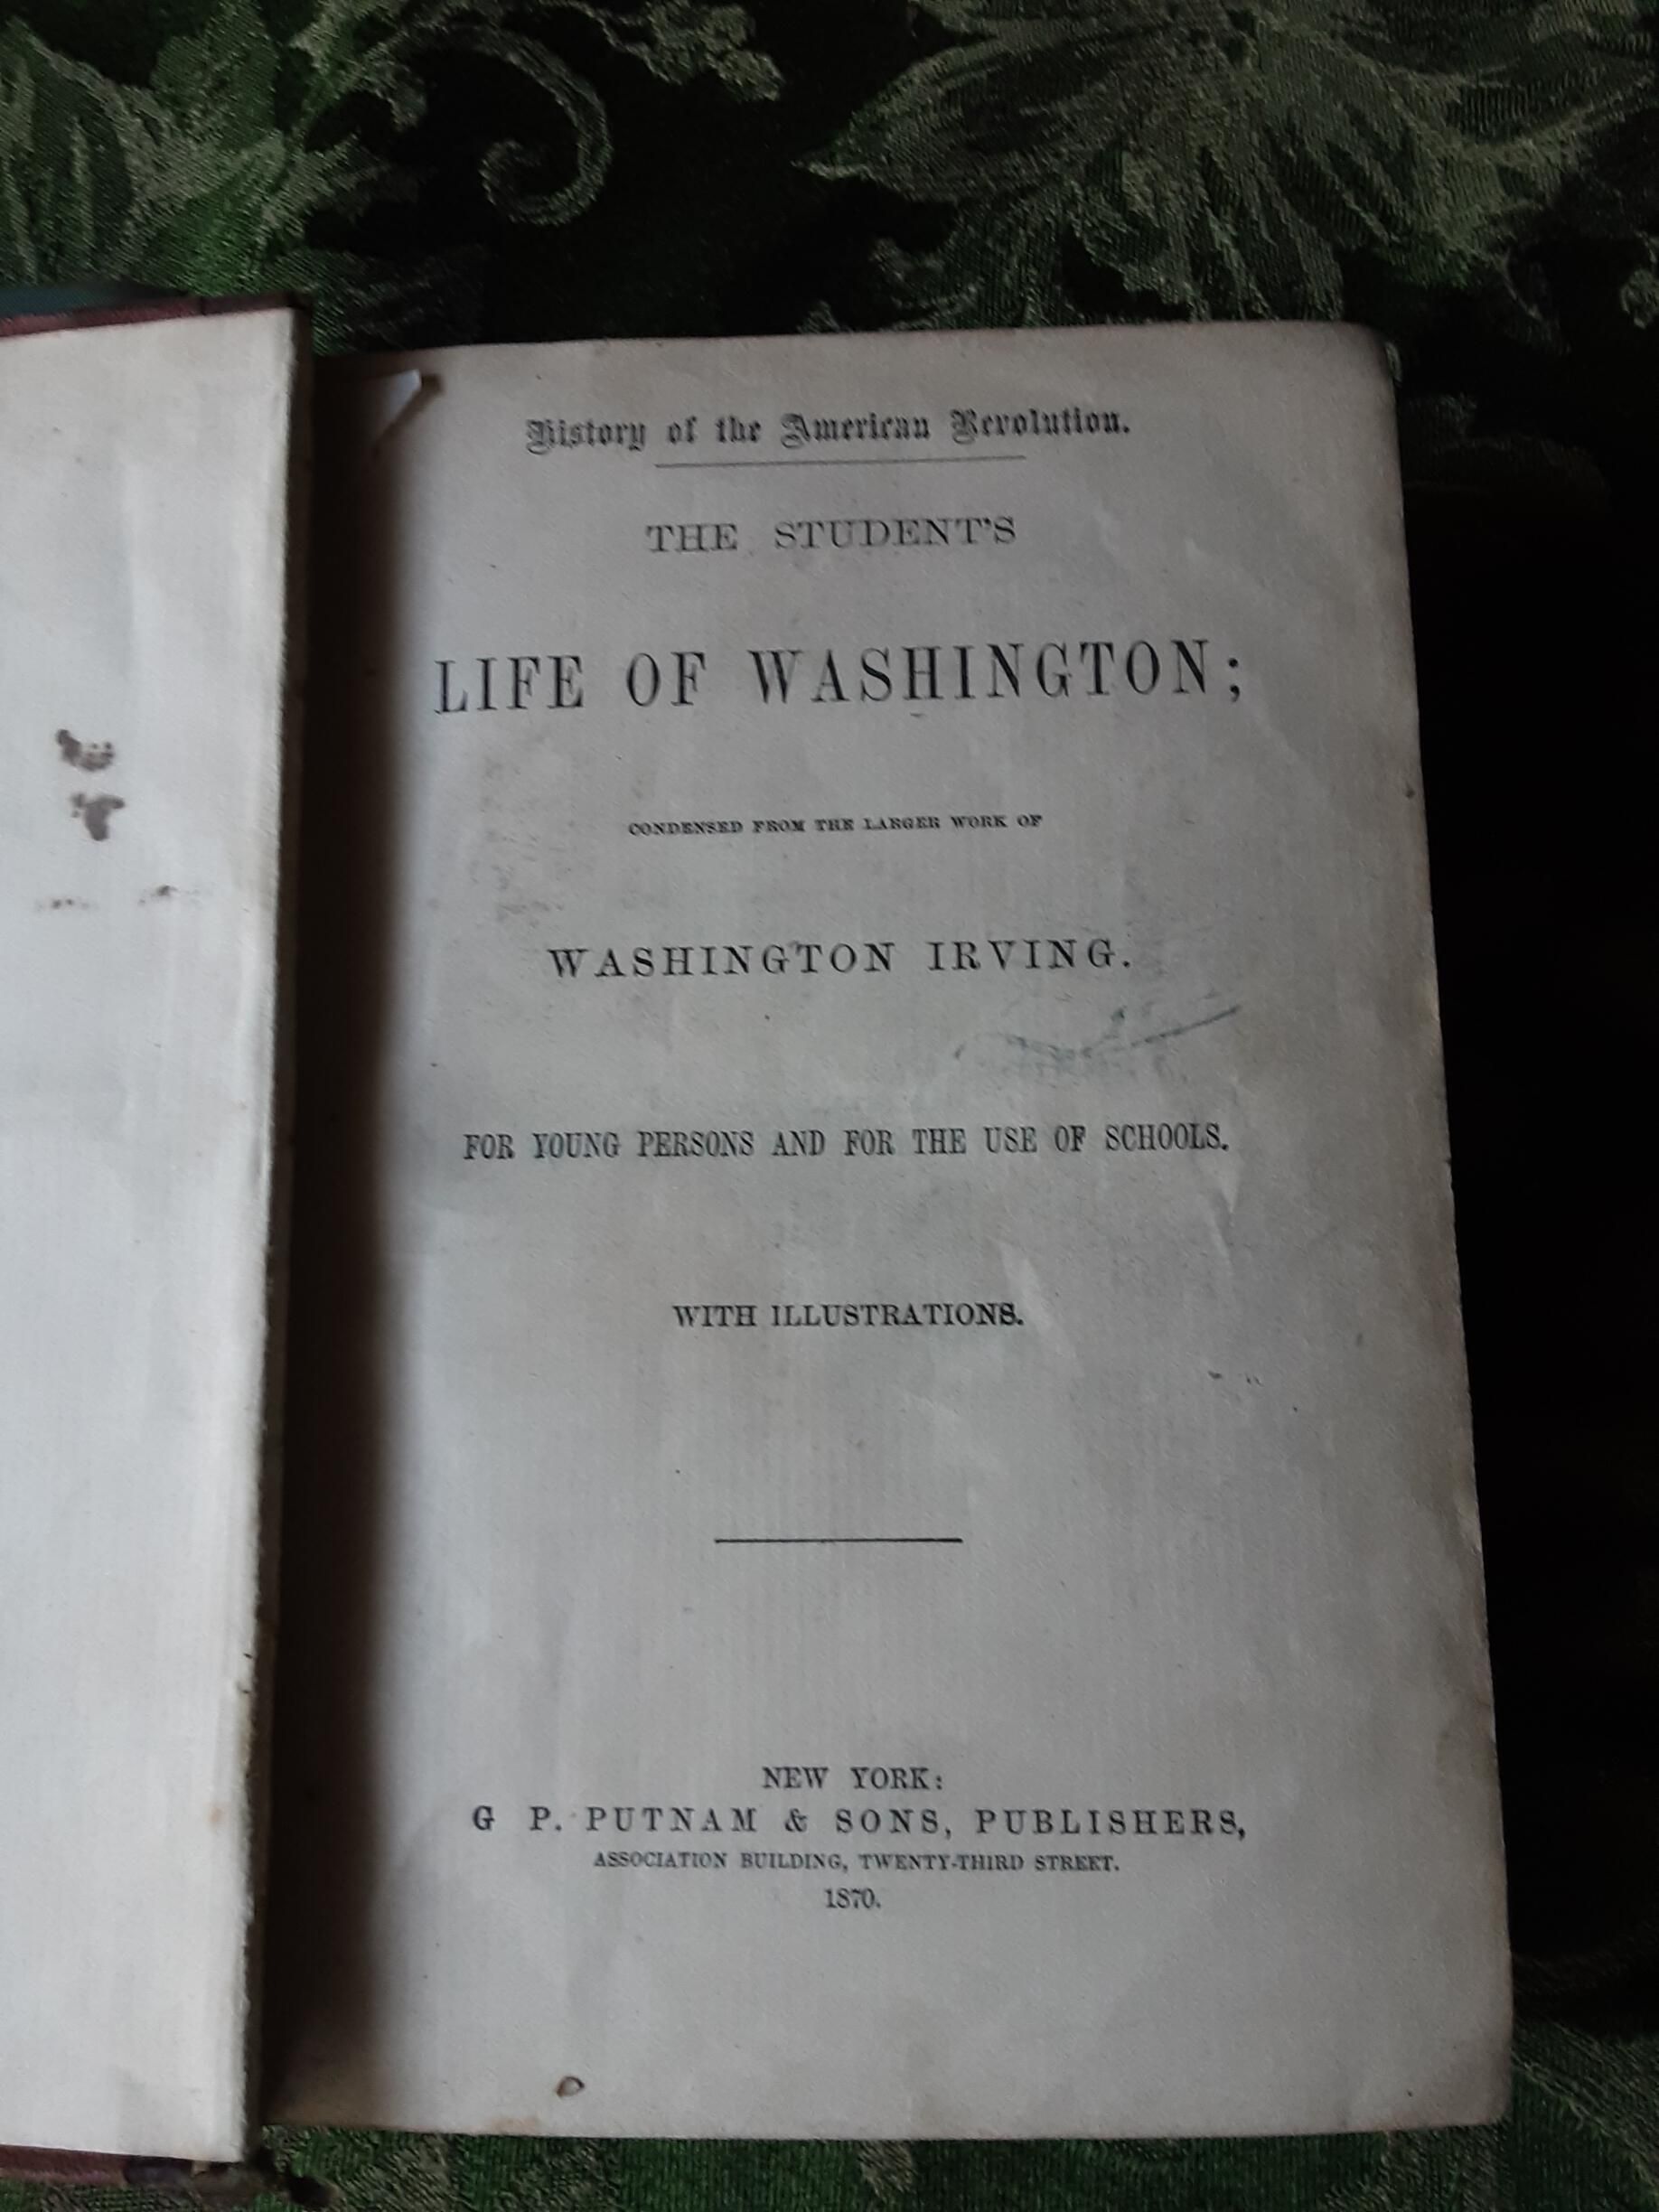 History of the American Revolution.
THE STUDENT'S
LIFE OF WASHINGTON;
CONDENSED FROM THE LARGER WORK OF
WASHINGTON IRVING.
FOR YOUNG PERSONS AND FOR THE USE OF SCHOOLS.
WITH ILLUSTRATIONS.
NEW YORK:
G P. PUTNAM & SONS, PUBLISHERS,
ASSOCIATION BUILDING, TWENTY-THIRD STREET.
1870.